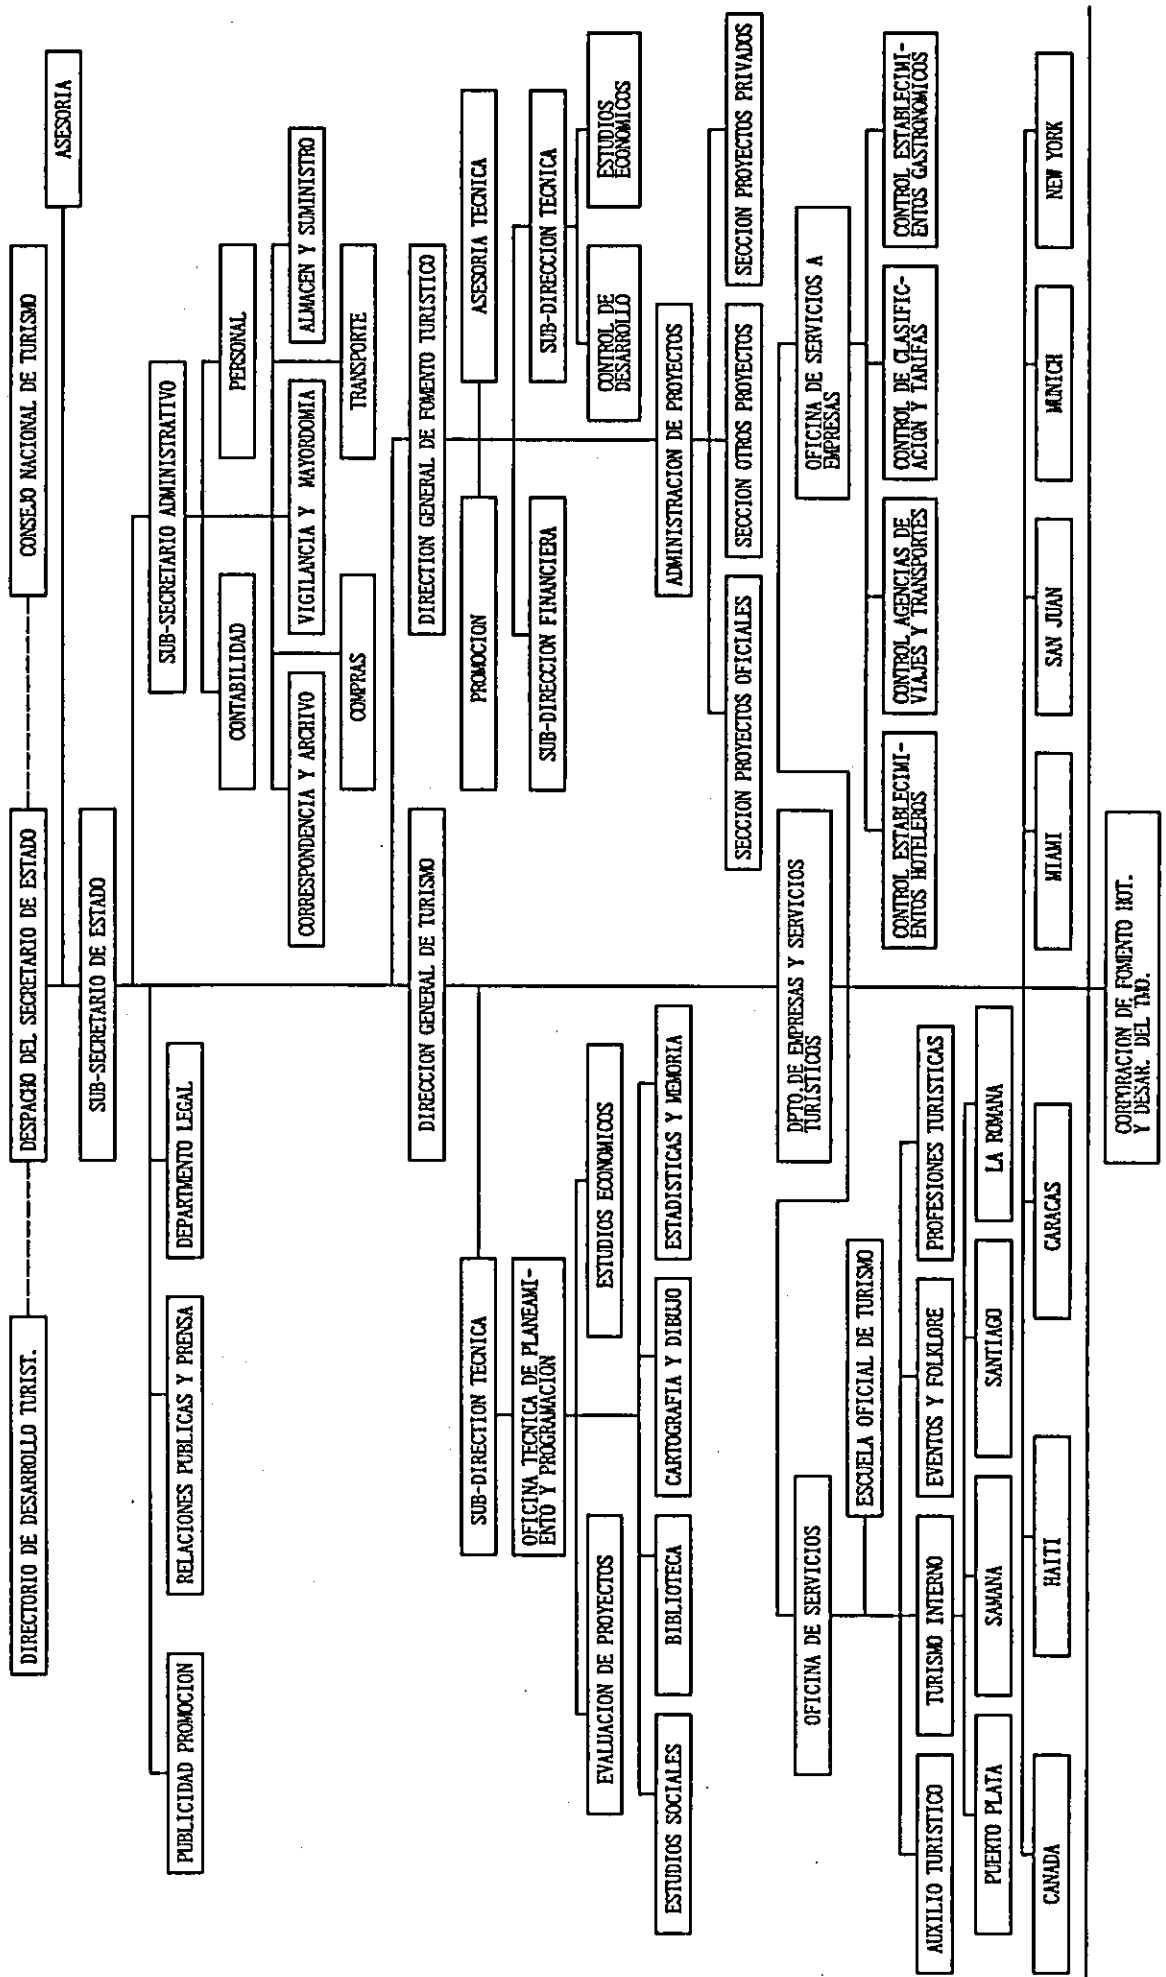 DIRECTORIO DE DESARROLLO TURIST.
DESPACHO DEL SECRETARIO DE ESTADO
CONSEJO NACIONAL DE TURISMO
ASESORIA
SUB-SECRETARIO DE ESTADO
SUB-SECRETARIO ADMINISTRATIVO
PUBLICIDAD PROMOCION
RELACIONES PUBLICAS Y PRENSA
DEPARTMENTO LEGAL
CONTABILIDAD
PERSONAL
CORRESPONDENCIA Y ARCHIVO
VIGILANCIA Y MAYORDOMIA
ALMACEN Y SUMINISTRO
COMPRAS
TRANSPORTE
DIRECCION GENERAL DE TURISMO
DIRECTION GENERAL DE FOMENTO TURISTICO
SUB-DIRECTION TECNICA
PROMOCION
ASESORIA TECNICA
OFICINA TECNICA DE PLANEAMI-
ENTO Y PROGRAMACION
SUB-DIRECCION FINANCIERA
SUB-DIRECCION TECNICA
EVALUACION DE PROYECTOS
ESTUDIOS ECONOMICOS
CONTROL DE
DESARROLLO
ESTUDIOS
ECONOMICOS
ESTUDIOS SOCIALES
BIBLIOTECA
CARTOGRAFIA Y DIBUJO
ESTADISTICAS Y MEMORIA
ADMINISTRACION DE PROYECTOS
SECCION PROYECTOS OFICIALES
SECCION OTROS PROYECTOS
SECCION PROYECTOS PRIVADOS
DPTO. DE EMPRESAS Y SERVICIOS
TURISTICOS
OFICINA DE SERVICIOS
OFICINA DE SERVICIOS A
EMPRESAS
ESCUELA OFICIAL DE TURISMO
CONTROL ESTABLECIMI-
ENTOS HOTELEROS
CONTROL AGENCIAS DE
VIAJES Y TRANSPORTES
CONTROL DE CLASIFIC-
ACION Y TARIFAS
CONTROL ESTABLECIMI-
ENTOS GASTRONOMICOS
AUXILIO TURISTICO
TURISMO INTERNO
EVENTOS Y FOLKLORE
PROFESIONES TURISTICAS
PUERTO PLATA
SAMANA
SANTIAGO
LA ROMANA
CANADA
HAITI
CARACAS
MIAMI
SAN JUAN
MUNICH
NEW YORK
CORPORACION DE FOMENTO HOT.
Y DESAR. DEL TMO.